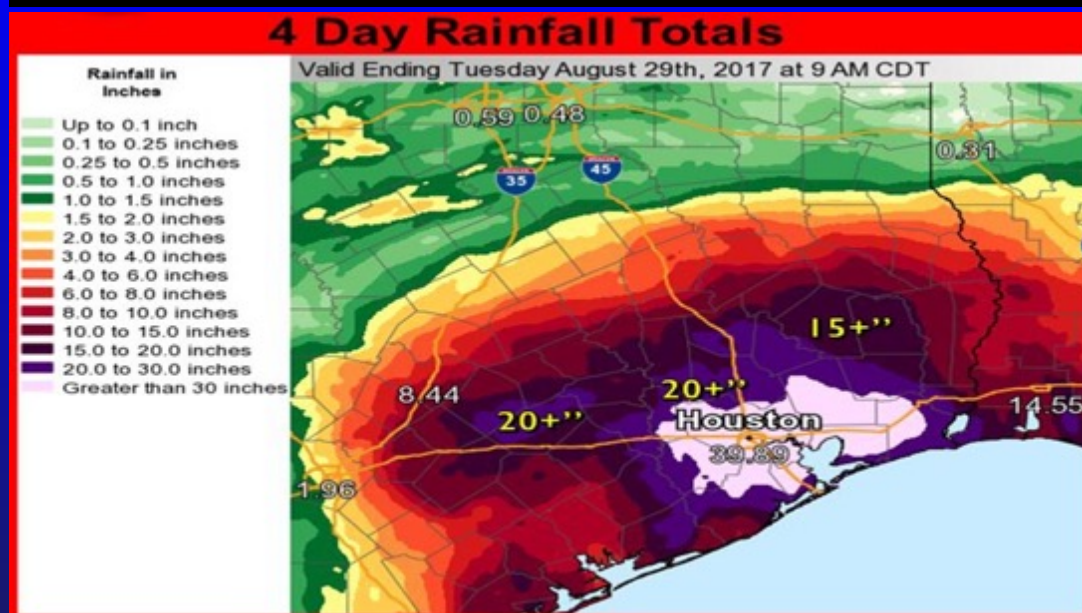 4 Day Rainfall Totals
Rainfall in
Inches
Up to 0.1 inch
0.1 to 0.25 inches
0.25 to 0.5 inches
0.5 to 1.0 inches
1.0 to 1.5 inches
1.5 to 2.0 inches
2.0 to 3.0 inches
3.0 to 4.0 inches
4.0 to 6.0 inches
6.0 to 8.0 inches
8.0 to 10.0 inches
10.0 to 15.0 inches
15.0 to 20.0 inches
20.0 to 30.0 inches
Greater than 30 inches
Valid Ending Tuesday August 29th, 2017 at 9 AM CDT
0.59 0.48
0.31
35
45
15+”
8.44
20+”
20+”
Houston
14.55
39.89
1.96